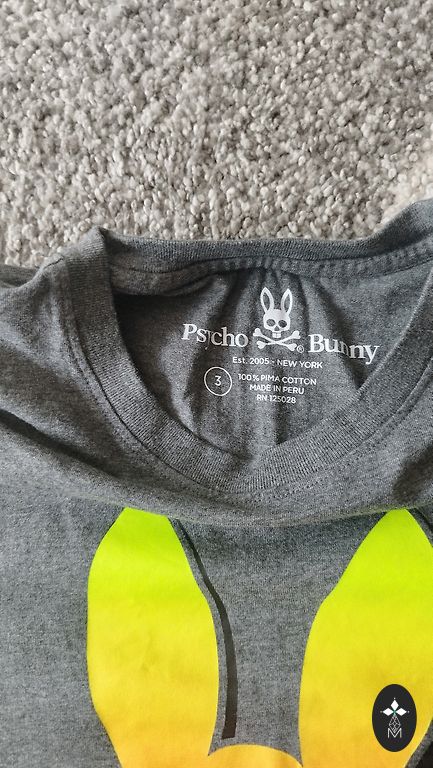 Psycho Bunny
Est. 2005 - NEW YORK
3
100% PIMA COTTON
MADE IN PERU
RN 125028